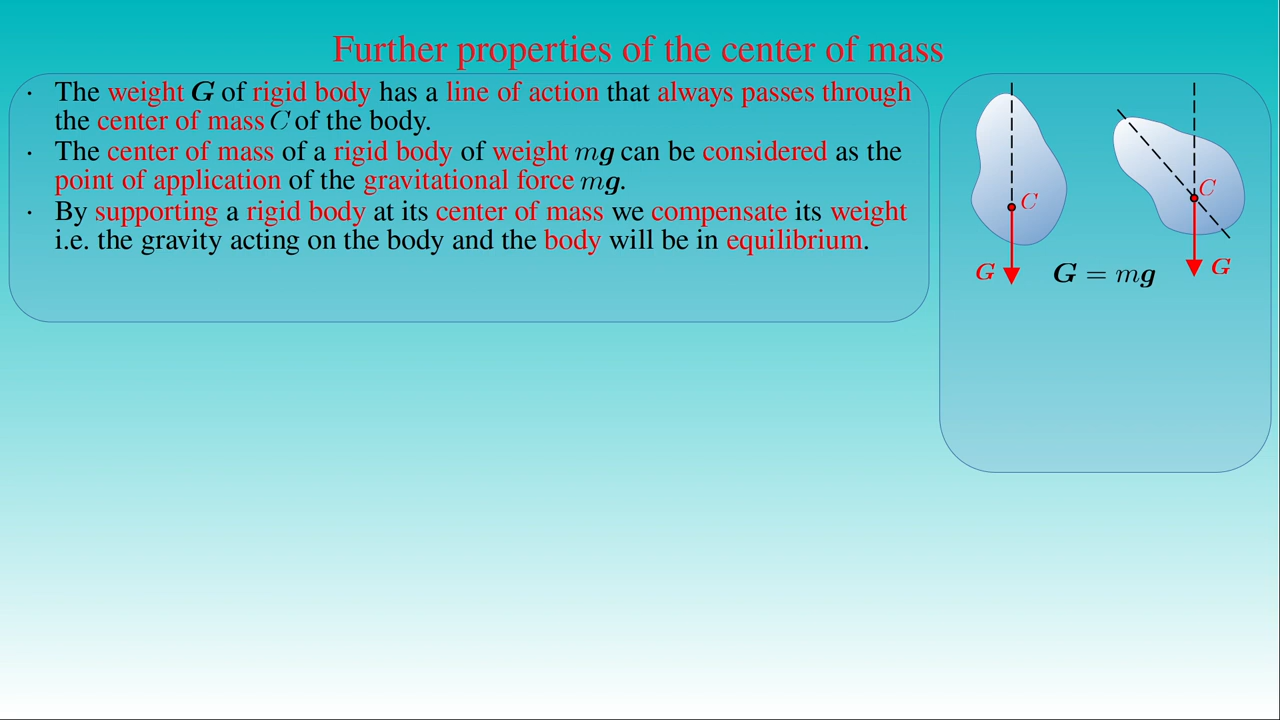 Further properties of the center of mass
· The weight G of rigid body has a line of action that always passes through
the center of mass C of the body.
· The center of mass of a rigid body of weight mg can be considered as the
point of application of the gravitational force mg.
· By supporting a rigid body at its center of mass we compensate its weight
i.e. the gravity acting on the body and the body will be in equilibrium.
C
C
G
G = mg
G